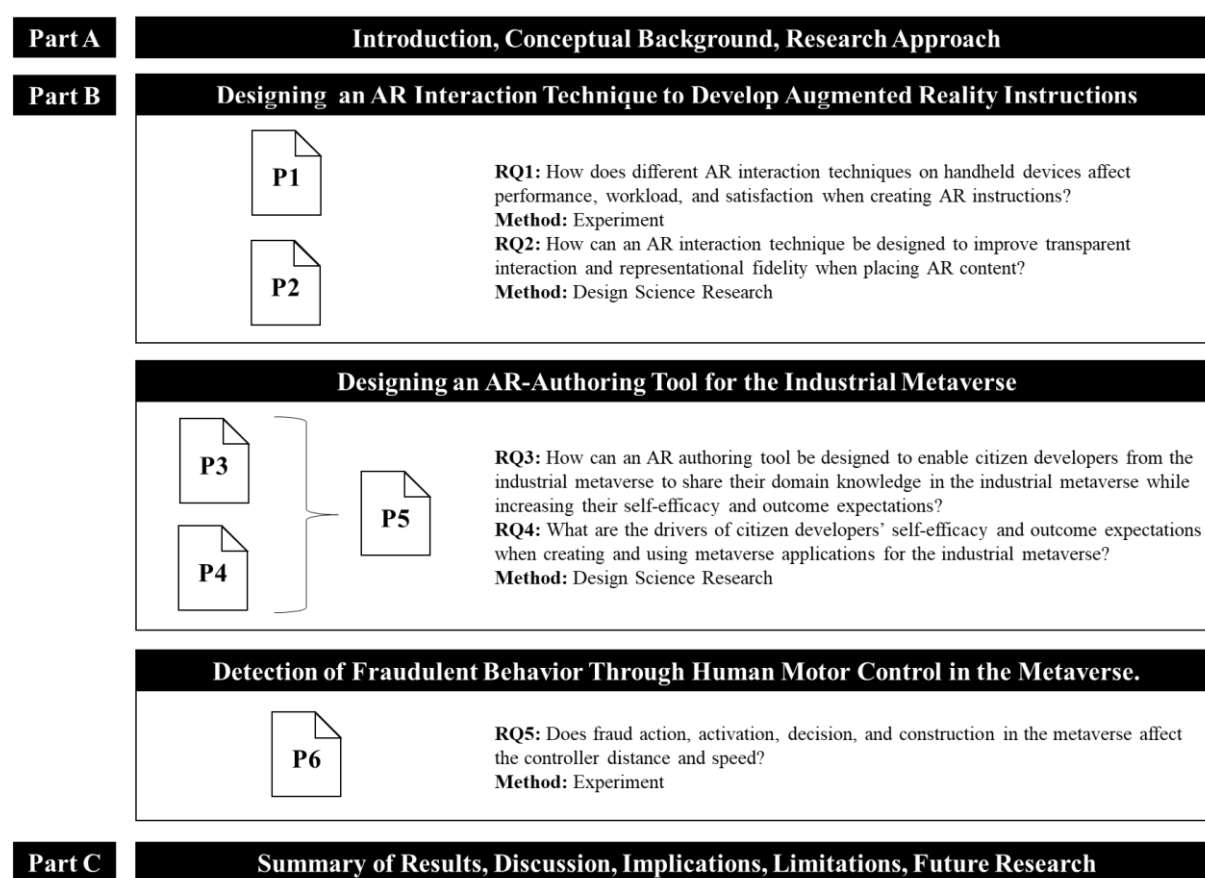 Part A
Introduction, Conceptual Background, Research Approach
Part B
Designing an AR Interaction Technique to Develop Augmented Reality Instructions
P1
P2
RQ1: How does different AR interaction techniques on handheld devices affect
performance, workload, and satisfaction when creating AR instructions?
Method: Experiment
RQ2: How can an AR interaction technique be designed to improve transparent
interaction and representational fidelity when placing AR content?
Method: Design Science Research
Designing an AR-Authoring Tool for the Industrial Metaverse
P3
P4
P5
RQ3: How can an AR authoring tool be designed to enable citizen developers from the
industrial metaverse to share their domain knowledge in the industrial metaverse while
increasing their self-efficacy and outcome expectations?
RQ4: What are the drivers of citizen developers' self-efficacy and outcome expectations
when creating and using metaverse applications for the industrial metaverse?
Method: Design Science Research
Detection of Fraudulent Behavior Through Human Motor Control in the Metaverse.
P6
RQ5: Does fraud action, activation, decision, and construction in the metaverse affect
the controller distance and speed?
Method: Experiment
Part C
Summary of Results, Discussion, Implications, Limitations, Future Research